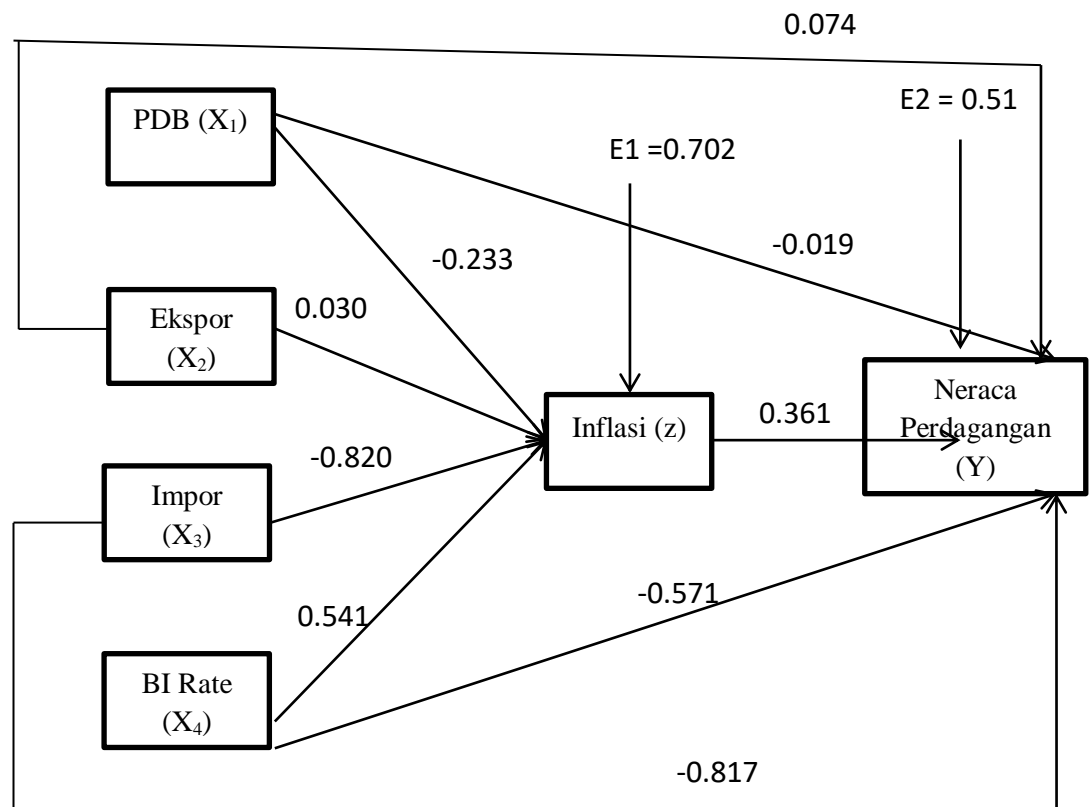 0.074
PDB (X₁)
E2 = 0.51
E1 =0.702
-0.019
-0.233
Ekspor
(X₂)
0.030
Inflasi (z)
0.361
Neraca
Perdagangan
(Y)
-0.820
Impor
(X₃)
-0.571
0.541
BI Rate
(X₄)
-0.817